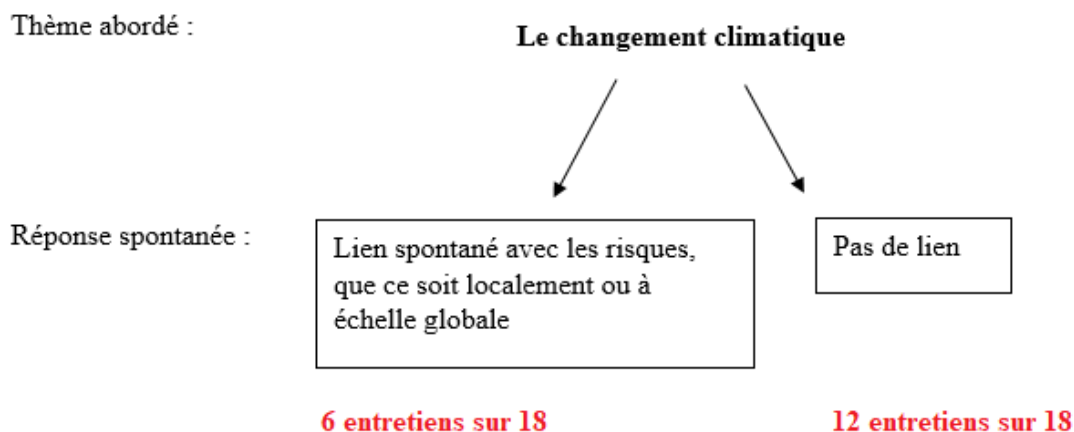 Thème abordé :
Le changement climatique
Réponse spontanée :
Lien spontané avec les risques,
que ce soit localement ou à
échelle globale
Pas de lien
6 entretiens sur 18
12 entretiens sur 18